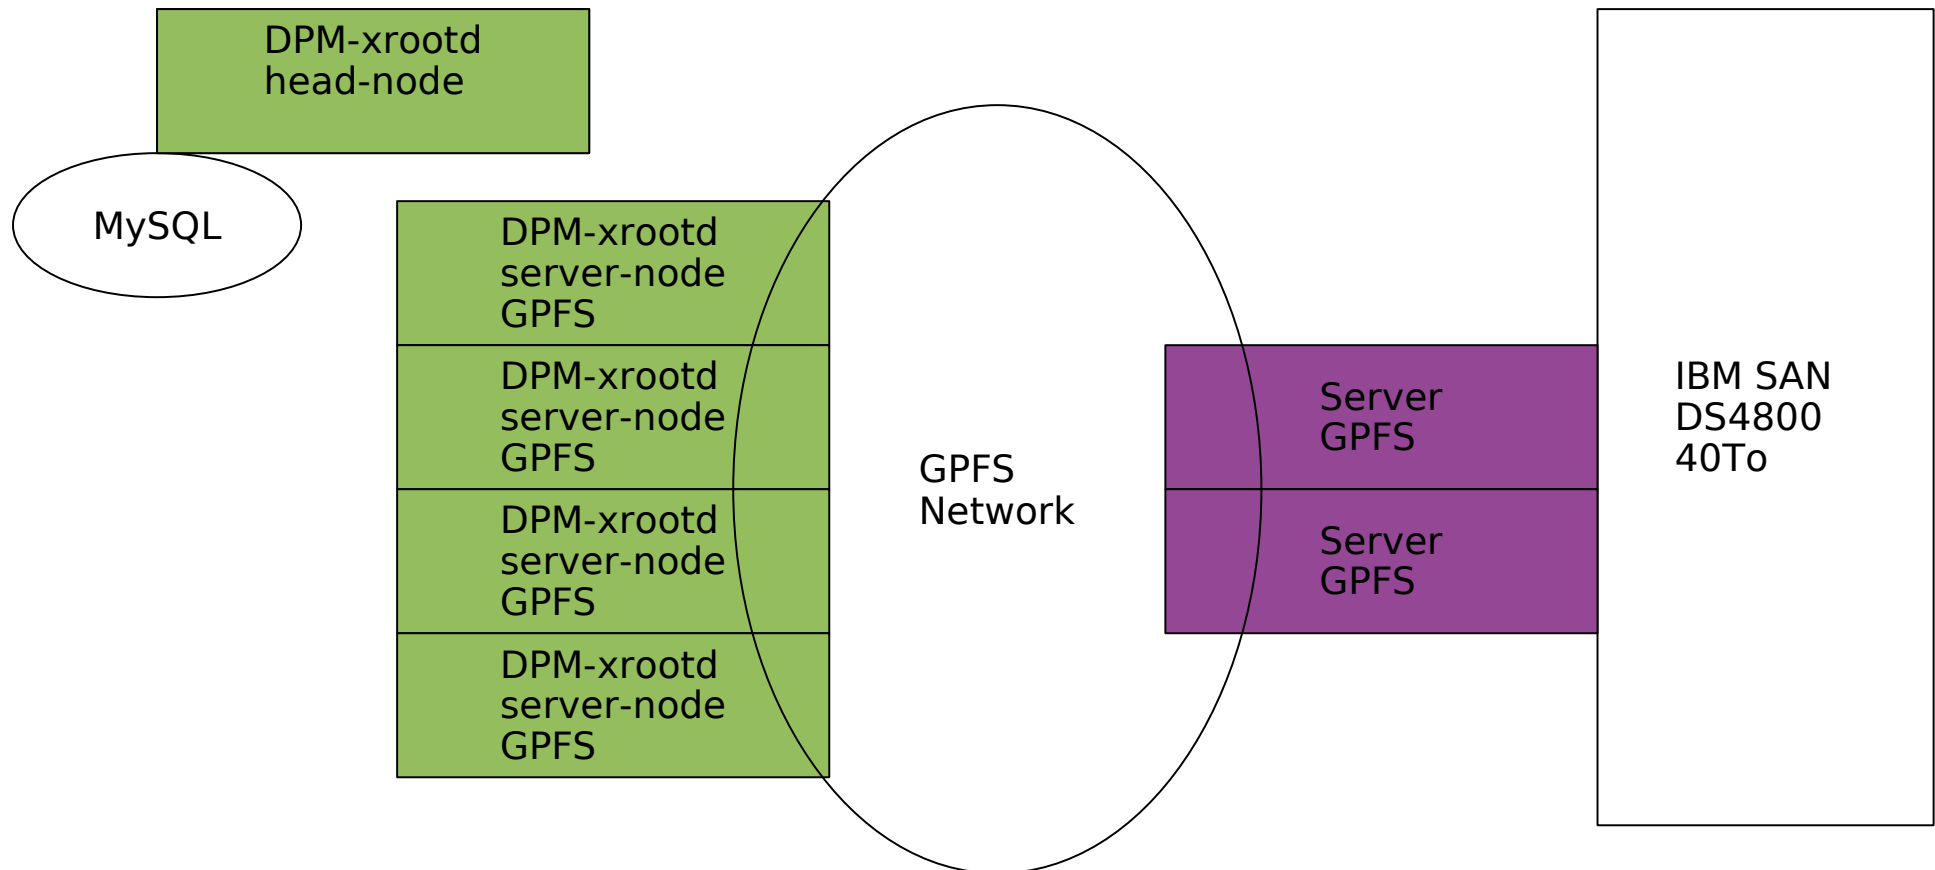 DPM-xrootd
head-node
MySQL
DPM-xrootd
server-node
GPFS
DPM-xrootd
server-node
GPFS
DPM-xrootd
server-node
GPFS
DPM-xrootd
server-node
GPFS
GPFS
Network
Server
GPFS
Server
GPFS
IBM SAN
DS4800
40To